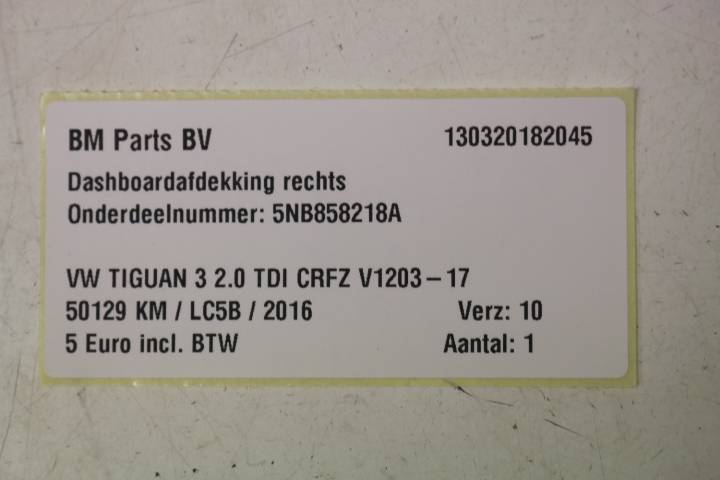 BM Parts BV 130320182045
Dashboardafdekking rechts
Onderdeelnummer: 5NB858218A
VW TIGUAN 3 2.0 TDI CRFZ V1203-17
50129 KM / LC5B / 2016 Verz: 10
5 Euro incl. BTW Aantal: 1